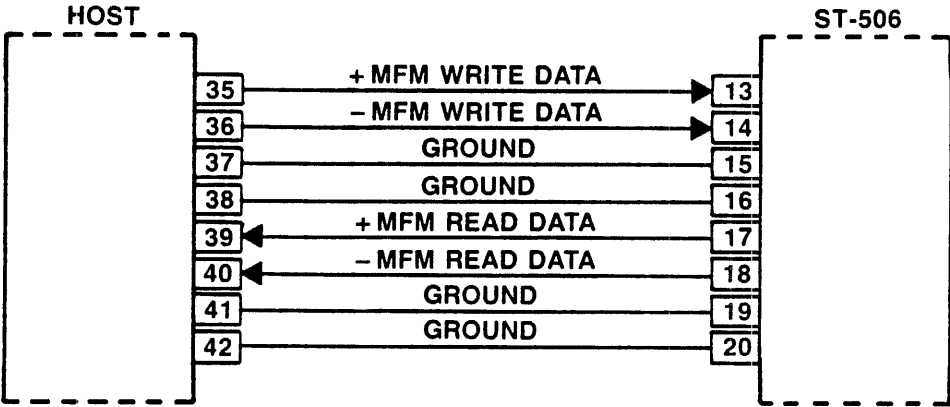 HOST ST-506
35 + MFM WRITE DATA 13
36 – MFM WRITE DATA 14
37 GROUND 15
38 GROUND 16
39 + MFM READ DATA 17
40 – MFM READ DATA 18
41 GROUND 19
42 GROUND 20